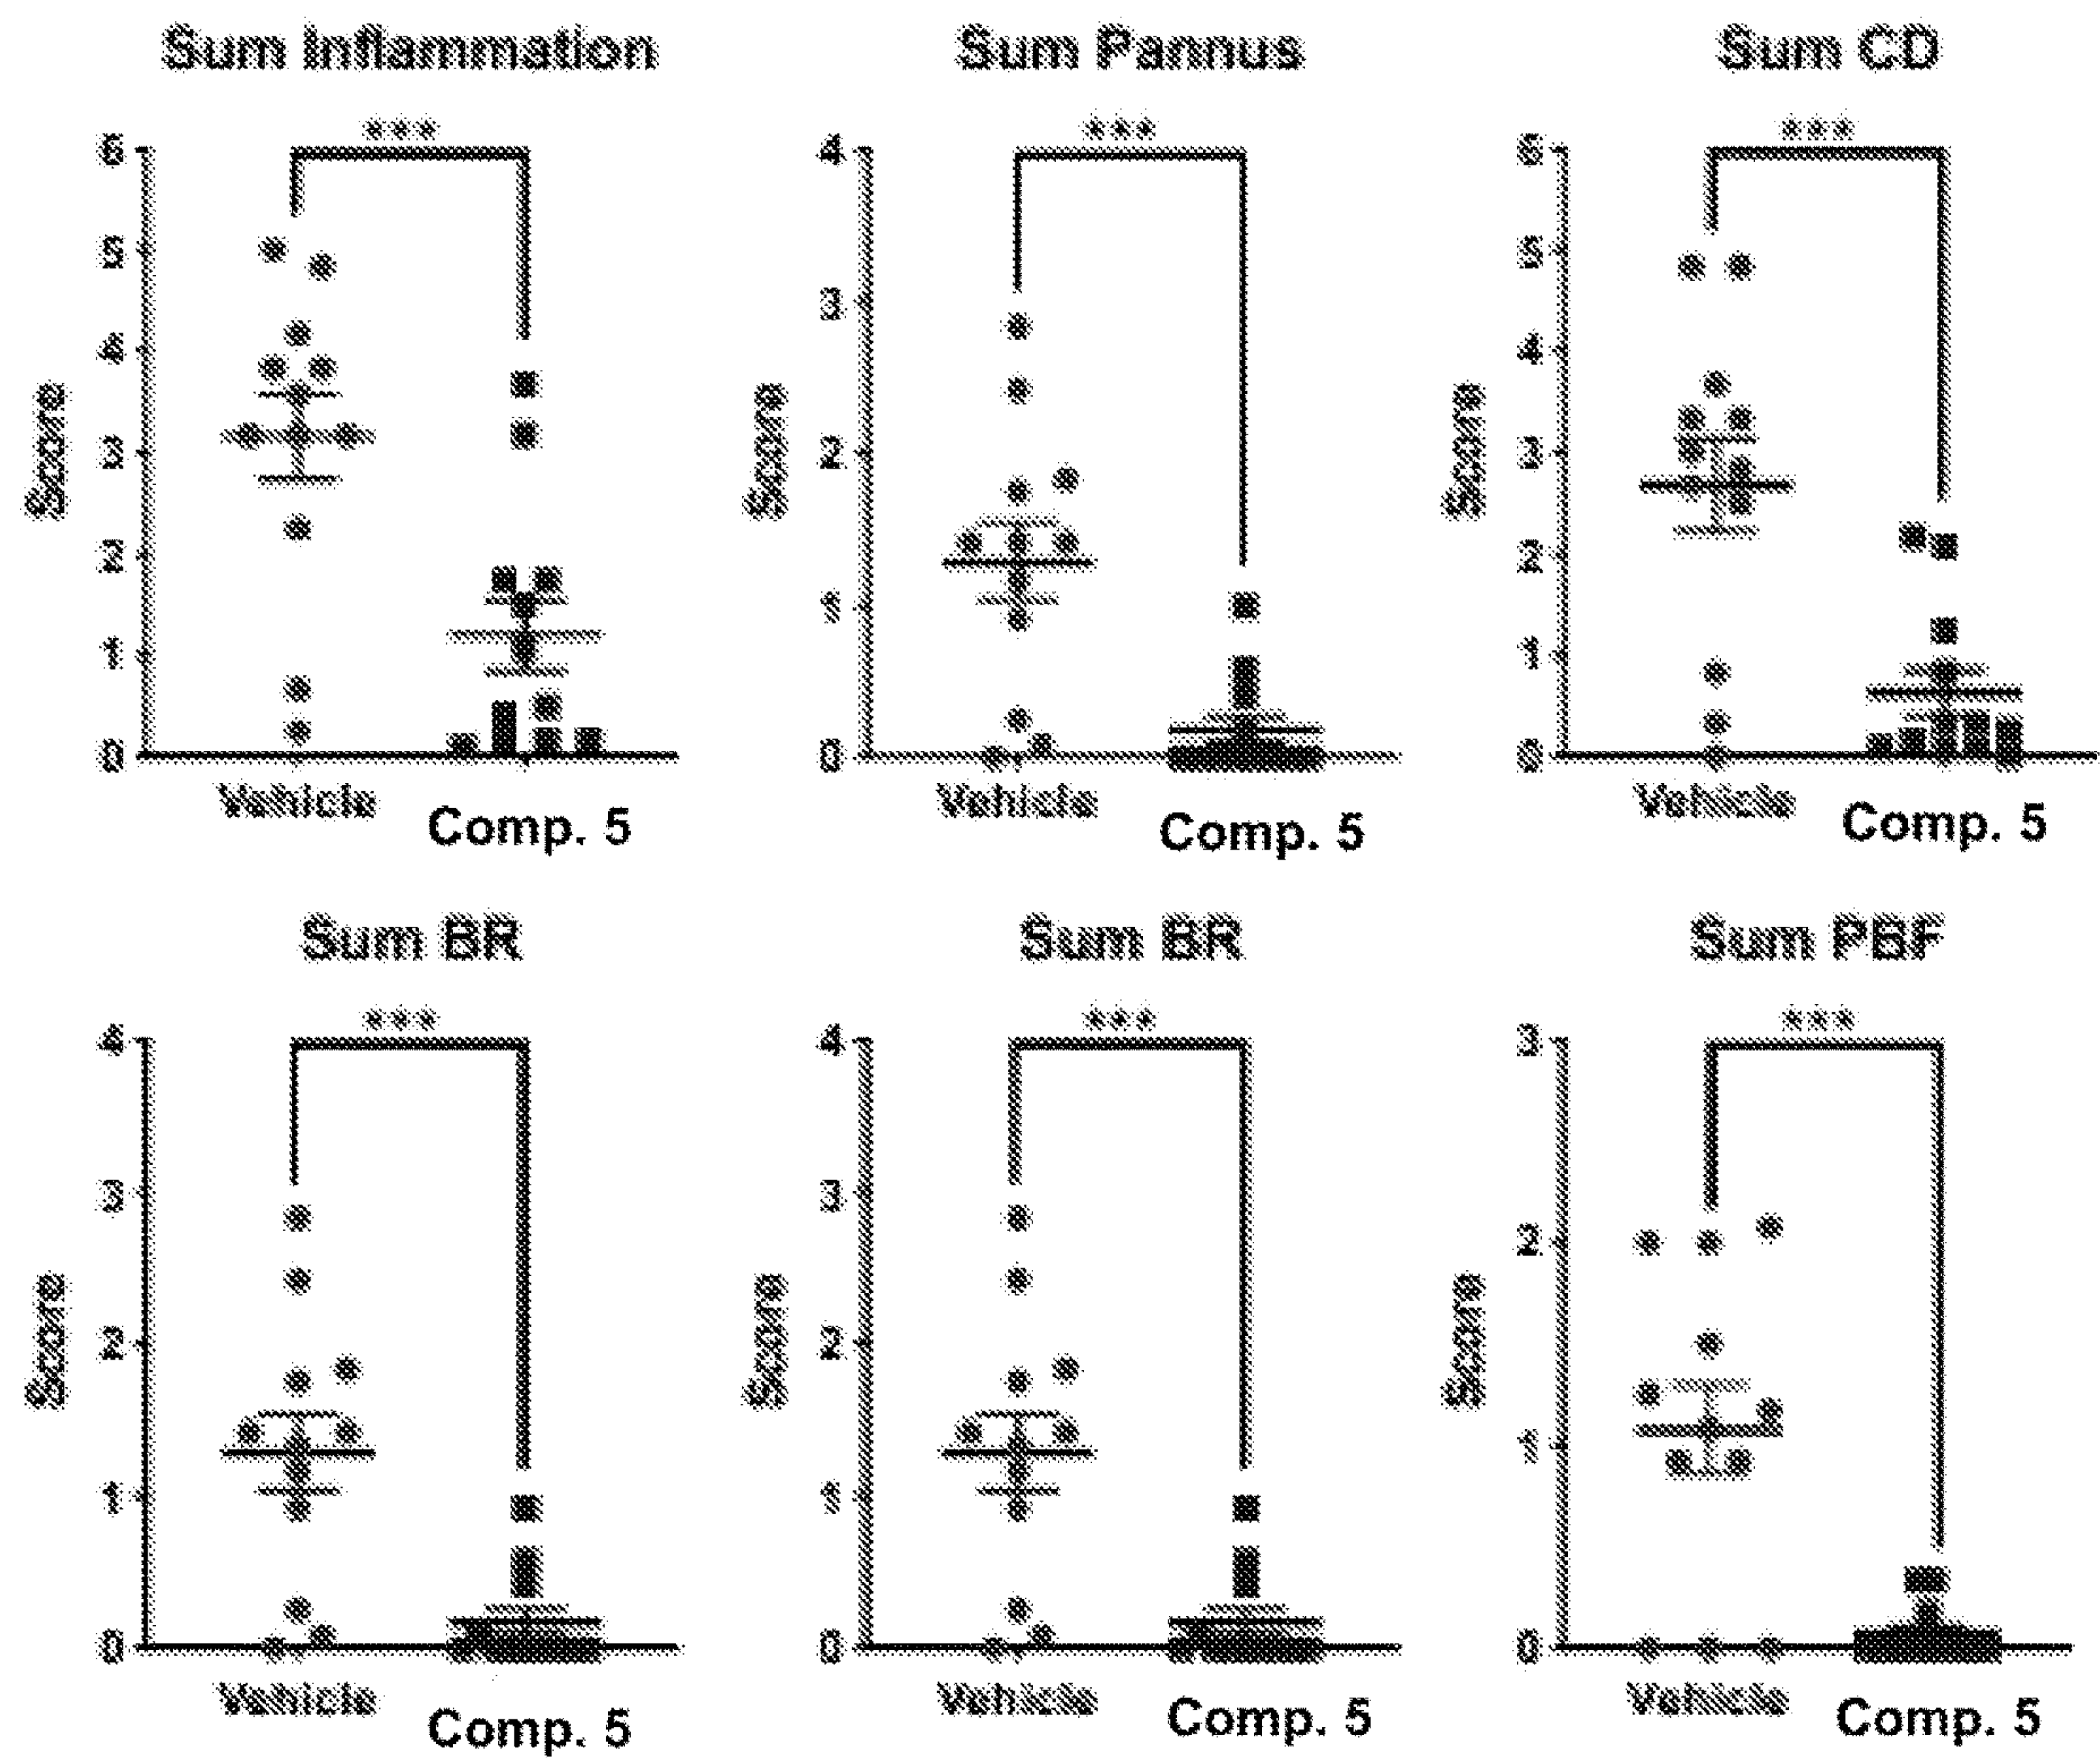 Sum Inflammation
Sum Pannus
Sum CD
***
***
***
Score
6
5
4
3
2
1
0
Vehicle
Comp. 5
Score
4
3
2
1
0
Vehicle
Comp. 5
Score
6
5
4
3
2
1
0
Vehicle
Comp. 5
Sum BR
Sum BR
Sum PBF
***
***
***
Score
4
3
2
1
0
Vehicle
Comp. 5
Score
4
3
2
1
0
Vehicle
Comp. 5
Score
3
2
1
0
Vehicle
Comp. 5